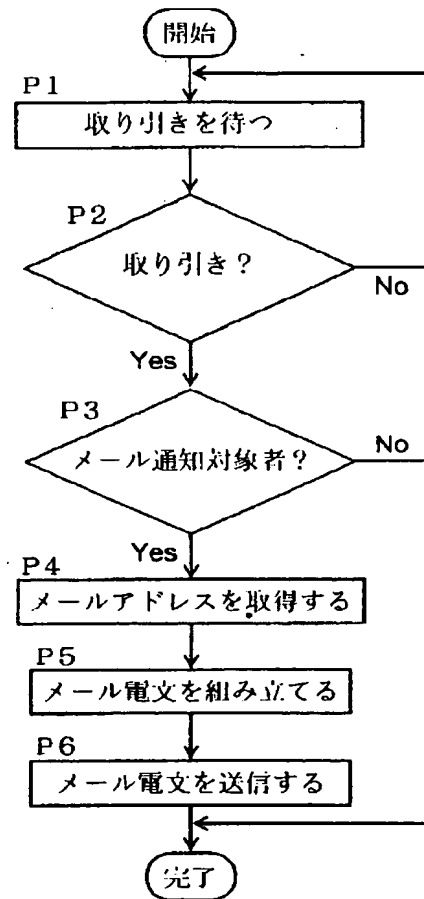 開始
P1
取り引きを待つ
P2
取り引き？
No
Yes
P3
メール通知対象者？
No
Yes
P4
メールアドレスを取得する
P5
メール電文を組み立てる
P6
メール電文を送信する
完了